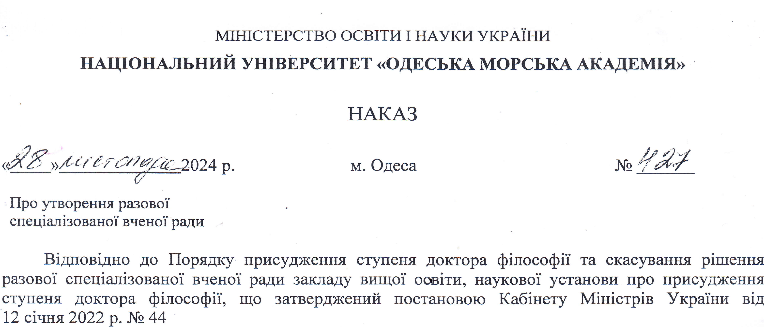 МІНІСТЕРСТВО ОСВІТИ І НАУКИ УКРАЇНИ
НАЦІОНАЛЬНИЙ УНІВЕРСИТЕТ «ОДЕСЬКА МОРСЬКА АКАДЕМІЯ»
НАКАЗ
«28» листопада 2024 р. м. Одеса № 427
Про утворення разової
спеціалізованої вченої ради
Відповідно до Порядку присудження ступеня доктора філософії та скасування рішення
разової спеціалізованої вченої ради закладу вищої освіти, наукової установи про присудження
ступеня доктора філософії, що затверджений постановою Кабінету Міністрів України від
12 січня 2022 р. № 44